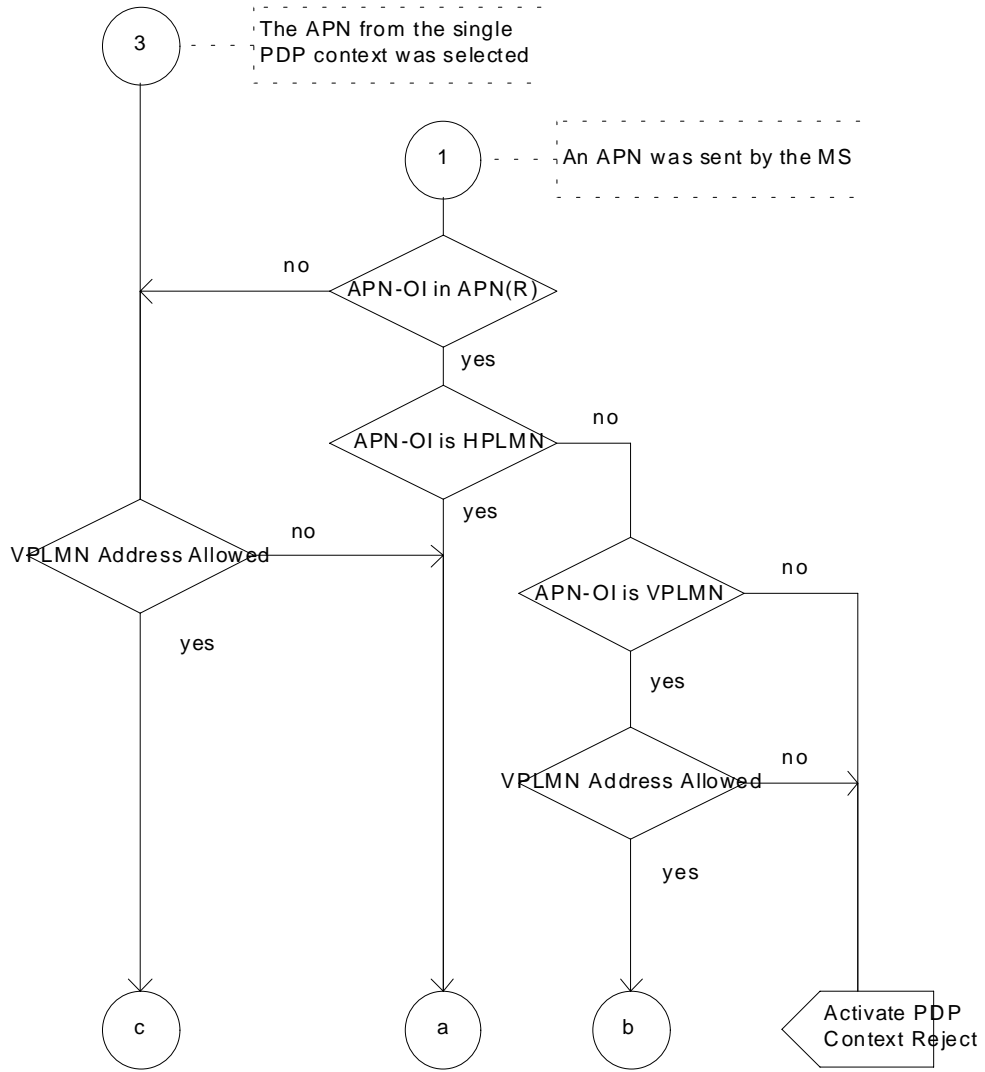 3
The APN from the single
PDP context was selected
1
An APN was sent by the MS
no
APN-OI in APN(R)
yes
no
APN-OI is HPLMN
yes
no
VPLMN Address Allowed
no
APN-OI is VPLMN
yes
yes
no
VPLMN Address Allowed
yes
c
a
b
Activate PDP
Context Reject